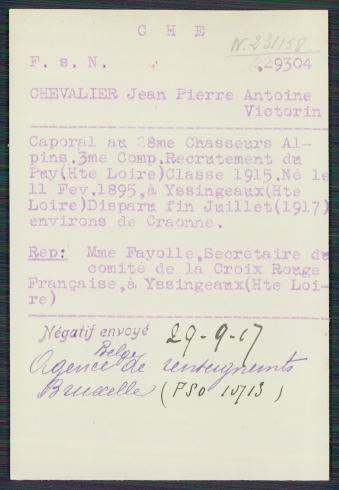 C H E
N. 231158
F. s. N. 229304
CHEVALIER Jean Pierre Antoine
Victorin
Caporal au 28me Chasseurs Al-
pins.3me Comp.Recrutement du
Puy(Hte Loire)Classe 1915.Né le
11 Fev.1895,à Yssingeaux(Hte
Loire)Disparu fin Juillet(1917)
environs de Craonne.
Rep: Mme Fayolle,Secrétaire du
comité de la Croix Rouge
Française,à Yssingeaux(Hte Loi-
re)
Négatif envoyé 29-9-17
Belge
Agence de renseignements
Bruxelles (PSo 10713)